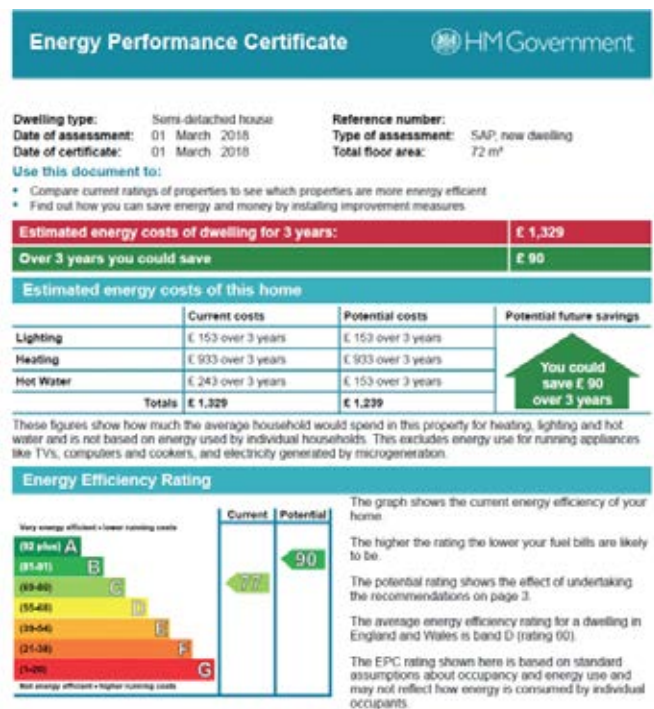 Energy Performance Certificate
HM Government
Dwelling type: Semi-detached house
Date of assessment: 01 March 2018
Date of certificate: 01 March 2018
Reference number:
Type of assessment: SAP, new dwelling
Total floor area: 72 m²
Use this document to:
• Compare current ratings of properties to see which properties are more energy efficient
• Find out how you can save energy and money by installing improvement measures
Estimated energy costs of dwelling for 3 years: £ 1,329
Over 3 years you could save £ 90
Estimated energy costs of this home
Current costs Potential costs Potential future savings
Lighting £ 153 over 3 years £ 153 over 3 years
Heating £ 933 over 3 years £ 933 over 3 years
Hot Water £ 243 over 3 years £ 153 over 3 years
Totals £ 1,329 £ 1,239
You could
save £ 90
over 3 years
These figures show how much the average household would spend in this property for heating, lighting and hot
water and is not based on energy used by individual households. This excludes energy use for running appliances
like TVs, computers and cookers, and electricity generated by microgeneration.
Energy Efficiency Rating
Current Potential
Very energy efficient - lower running costs
(92 plus) A
(81-91) B
(69-80) C
(55-68) D
(39-54) E
(21-38) F
(1-20) G
Not energy efficient - higher running costs
77
90
The graph shows the current energy efficiency of your
home.
The higher the rating the lower your fuel bills are likely
to be.
The potential rating shows the effect of undertaking
the recommendations on page 3.
The average energy efficiency rating for a dwelling in
England and Wales is band D (rating 60).
The EPC rating shown here is based on standard
assumptions about occupancy and energy use and
may not reflect how energy is consumed by individual
occupants.